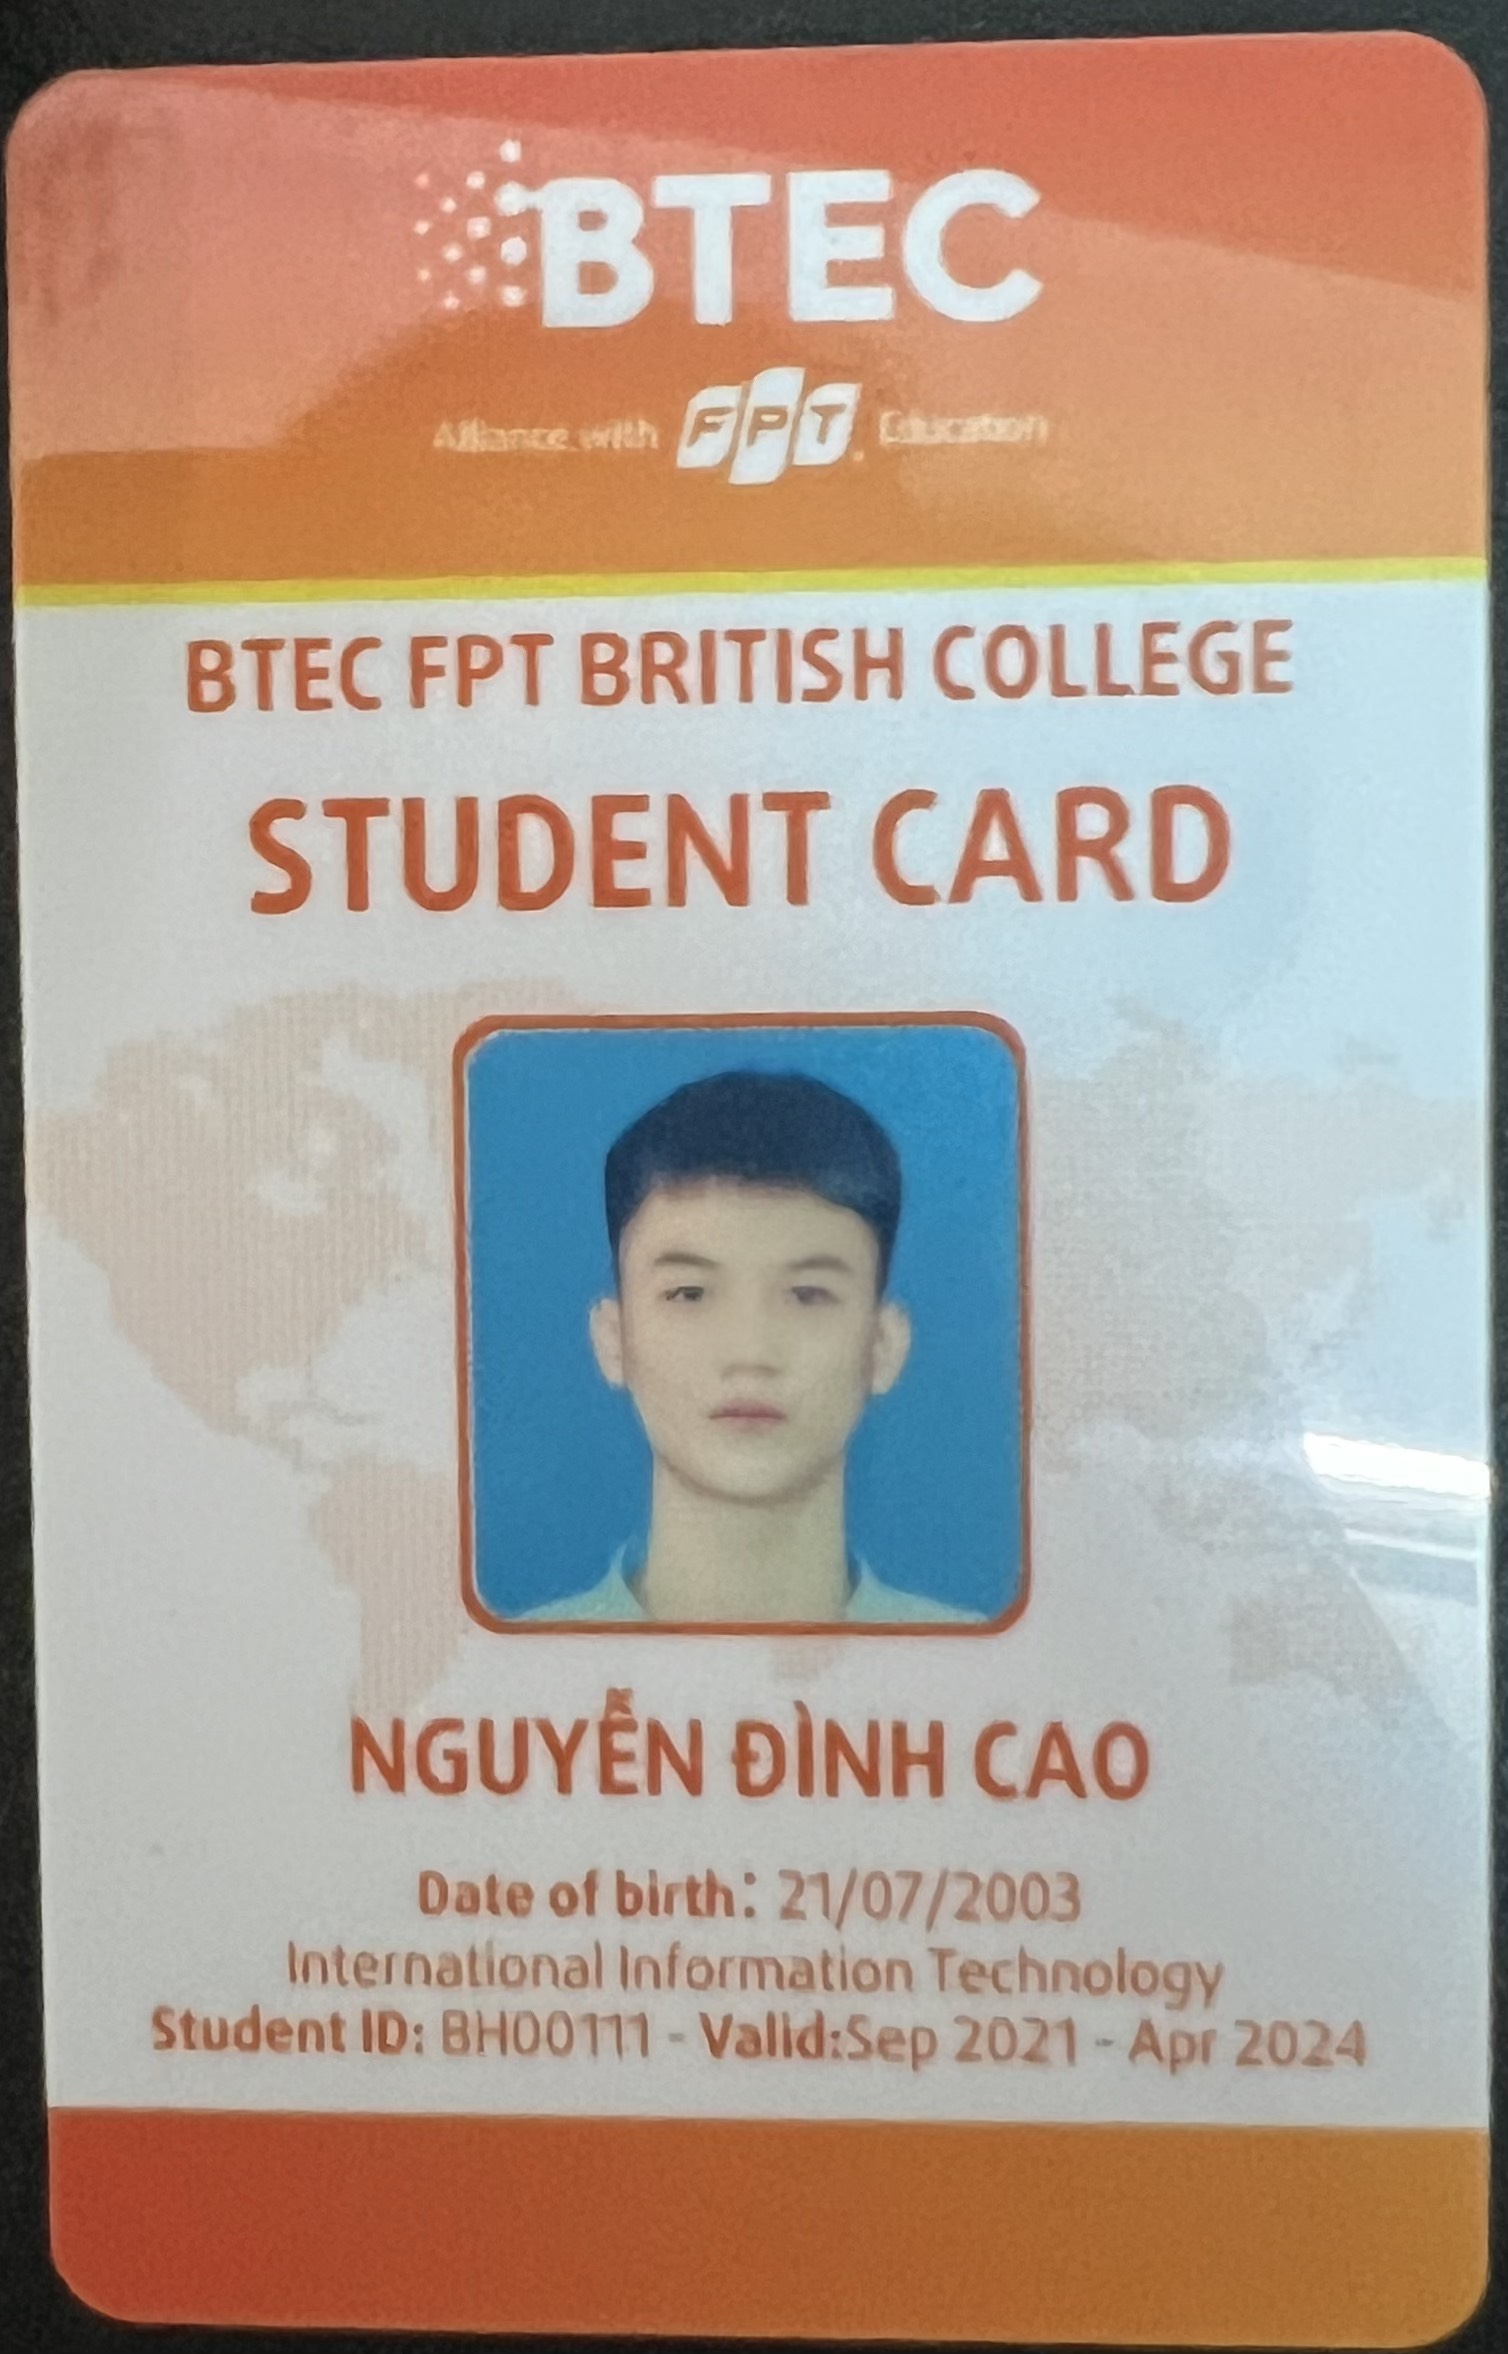 BTEC
Alliance with FPT Education
BTEC FPT BRITISH COLLEGE
STUDENT CARD
NGUYỄN ĐÌNH CAO
Date of birth: 21/07/2003
International Information Technology
Student ID: BH00111 - Valid:Sep 2021 - Apr 2024